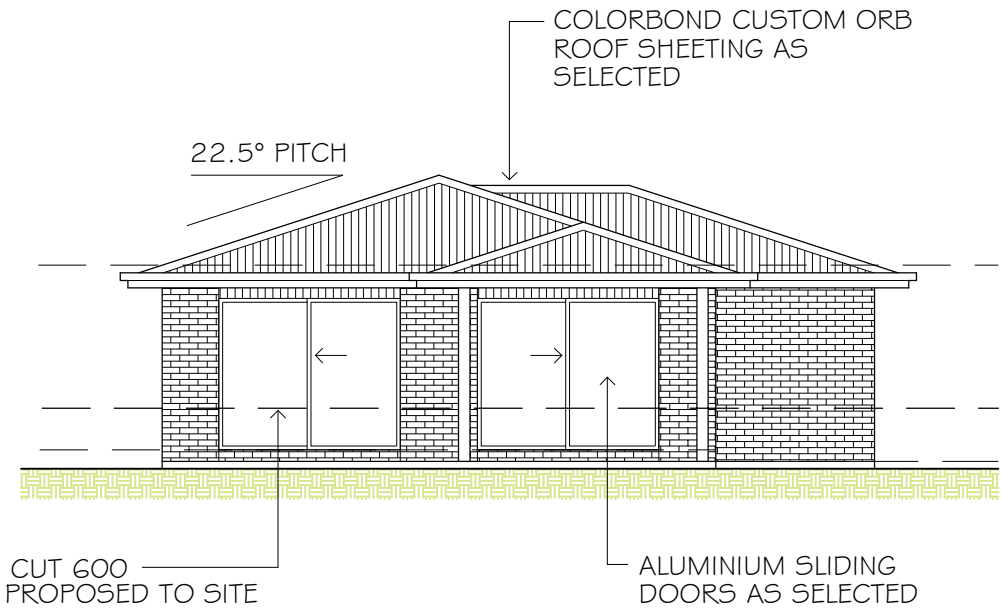 COLORBOND CUSTOM ORB
ROOF SHEETING AS
SELECTED
22.5° PITCH
CUT 600
PROPOSED TO SITE
ALUMINIUM SLIDING
DOORS AS SELECTED